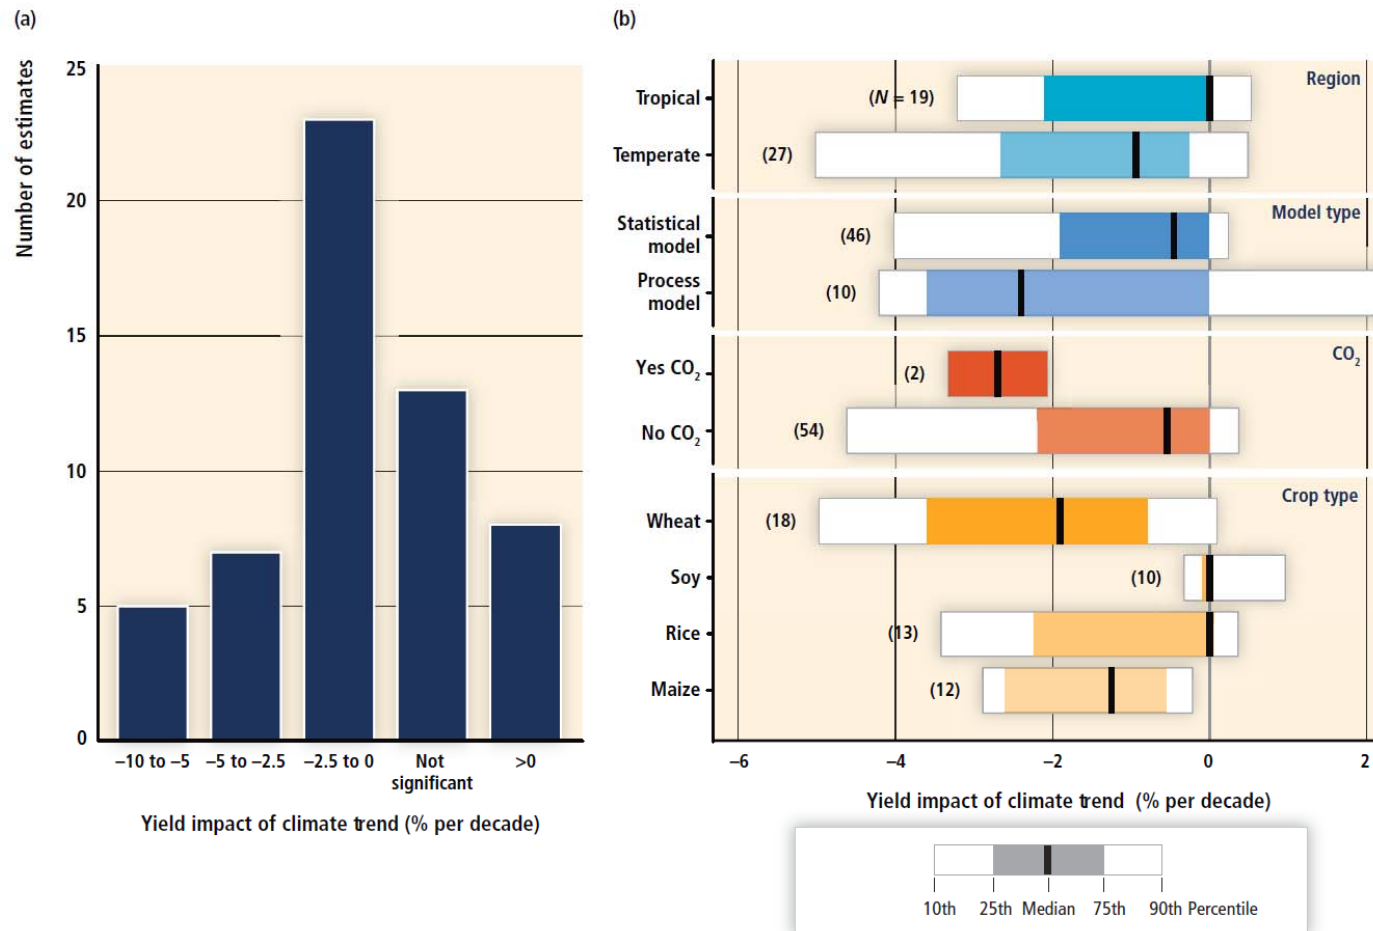 (a)
Number of estimates
25
20
15
10
5
0
−10 to −5
−5 to −2.5
−2.5 to 0
Not
significant
>0
Yield impact of climate trend (% per decade)
(b)
Region
Tropical
(N = 19)
Temperate
(27)
Model type
Statistical
model
(46)
Process
model
(10)
CO₂
Yes CO₂
(2)
No CO₂
(54)
Crop type
Wheat
(18)
Soy
(10)
Rice
(13)
Maize
(12)
−6
−4
−2
0
2
Yield impact of climate trend (% per decade)
10th
25th
Median
75th
90th Percentile